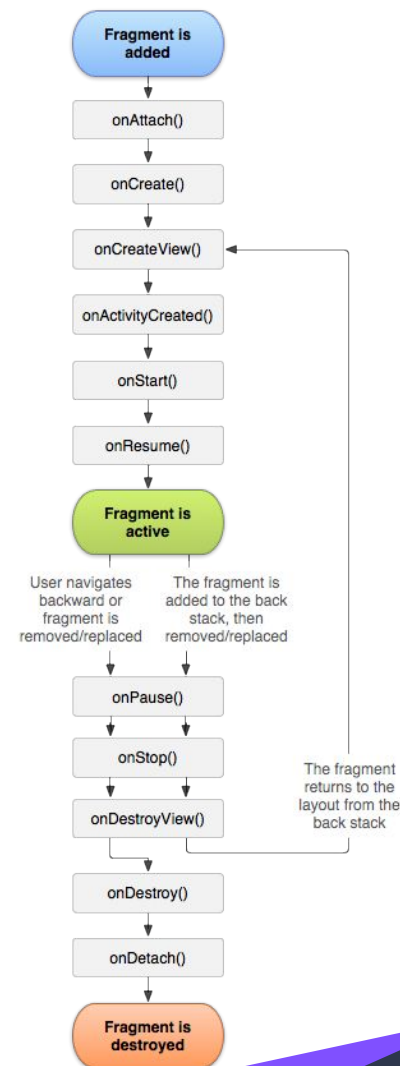 Fragment is
added
onAttach()
onCreate()
onCreateView()
onActivityCreated()
onStart()
onResume()
Fragment is
active
User navigates
backward or
fragment is
removed/replaced
The fragment is
added to the back
stack, then
removed/replaced
onPause()
onStop()
onDestroyView()
The fragment
returns to the
layout from the
back stack
onDestroy()
onDetach()
Fragment is
destroyed